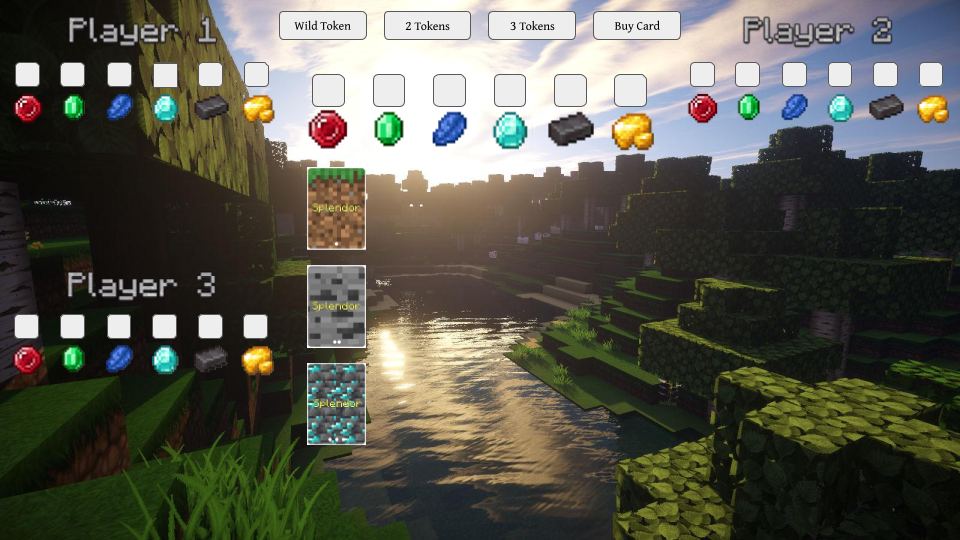 Player 1
Wild Token
2 Tokens
3 Tokens
Buy Card
Player 2
Splendor
Player 3
Splendor
Splendor